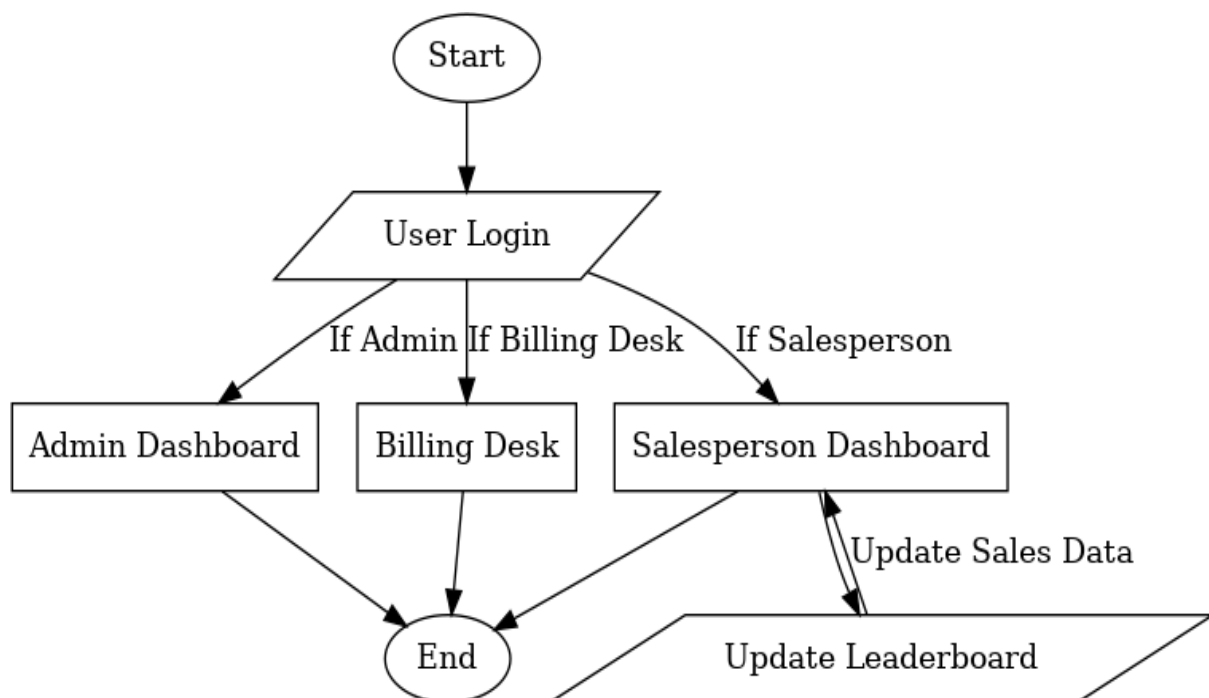 Start
User Login
If Admin
If Billing Desk
If Salesperson
Admin Dashboard
Billing Desk
Salesperson Dashboard
Update Sales Data
End
Update Leaderboard